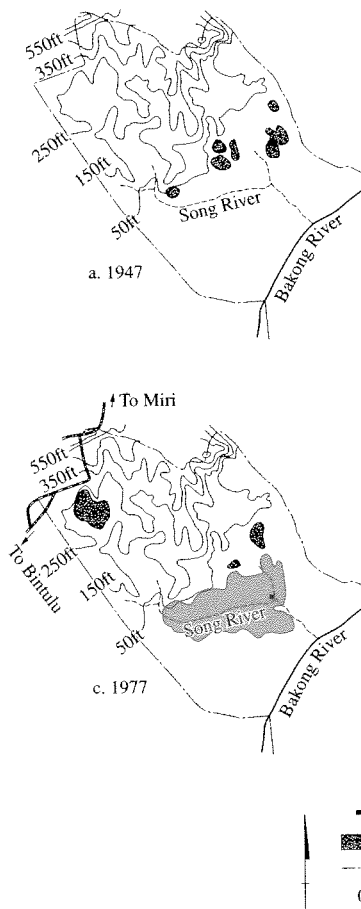 550ft
350ft
250ft
150ft
50ft
Song River
Bakong River
a. 1947
To Miri
550ft
350ft
To Bintulu
250ft
150ft
50ft
Song River
Bakong River
c. 1977